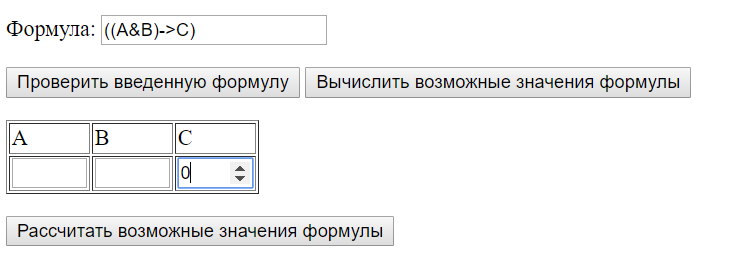 Формула: ((A&B)->C)
Проверить введенную формулу Вычислить возможные значения формулы
A B C
0
Рассчитать возможные значения формулы